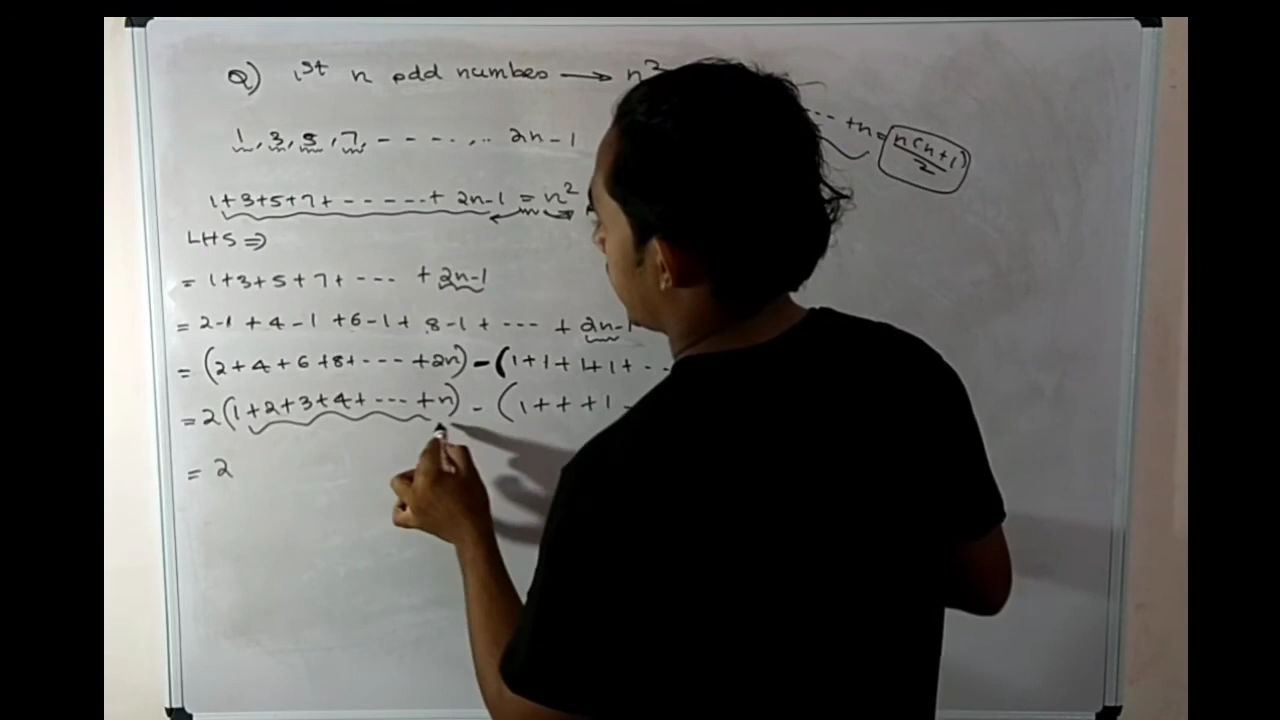 Q) 1st n odd numbes → n²
1, 3, 5, 7, - - - - .. 2n-1
--- +n = n(n+1)/2
1+3+5+7+ - - - - - + 2n-1 = n²
LHS ⇒
= 1+3+5+7+ --- + 2n-1
= 2-1 + 4-1 +6-1+ 8-1 + --- + 2n-1
= (2+4+6+8+ --- +2n) - (1+1+1+1+ --
= 2(1+2+3+4+ --- +n) - (1+++1 -
= 2